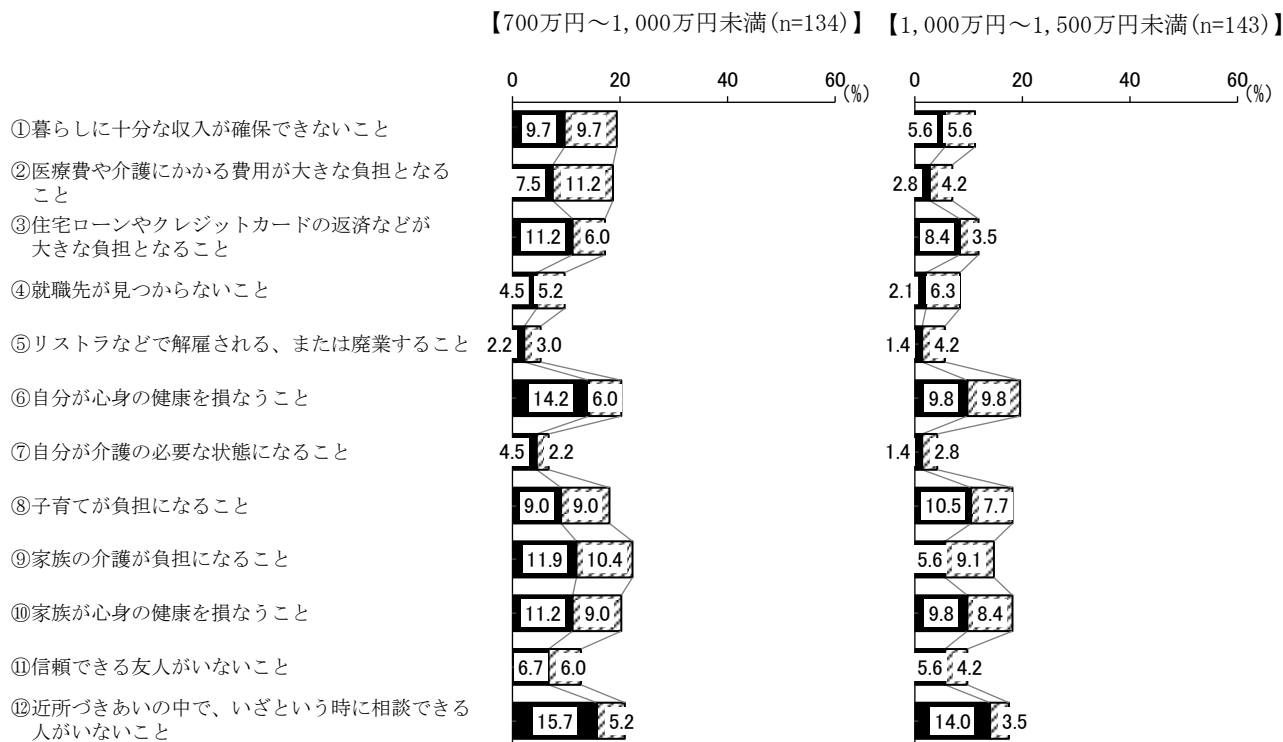 【700万円～1,000万円未満(n=134)】 【1,000万円～1,500万円未満(n=143)】
0 20 40 60 (%) 0 20 40 60 (%)
①暮らしに十分な収入が確保できないこと 9.7 9.7 5.6 5.6
②医療費や介護にかかる費用が大きな負担となる
こと 7.5 11.2 2.8 4.2
③住宅ローンやクレジットカードの返済などが
大きな負担となること 11.2 6.0 8.4 3.5
④就職先が見つからないこと 4.5 5.2 2.1 6.3
⑤リストラなどで解雇される、または廃業すること 2.2 3.0 1.4 4.2
⑥自分が心身の健康を損なうこと 14.2 6.0 9.8 9.8
⑦自分が介護の必要な状態になること 4.5 2.2 1.4 2.8
⑧子育てが負担になること 9.0 9.0 10.5 7.7
⑨家族の介護が負担になること 11.9 10.4 5.6 9.1
⑩家族が心身の健康を損なうこと 11.2 9.0 9.8 8.4
⑪信頼できる友人がいないこと 6.7 6.0 5.6 4.2
⑫近所づきあいの中で、いざという時に相談できる
人がいないこと 15.7 5.2 14.0 3.5